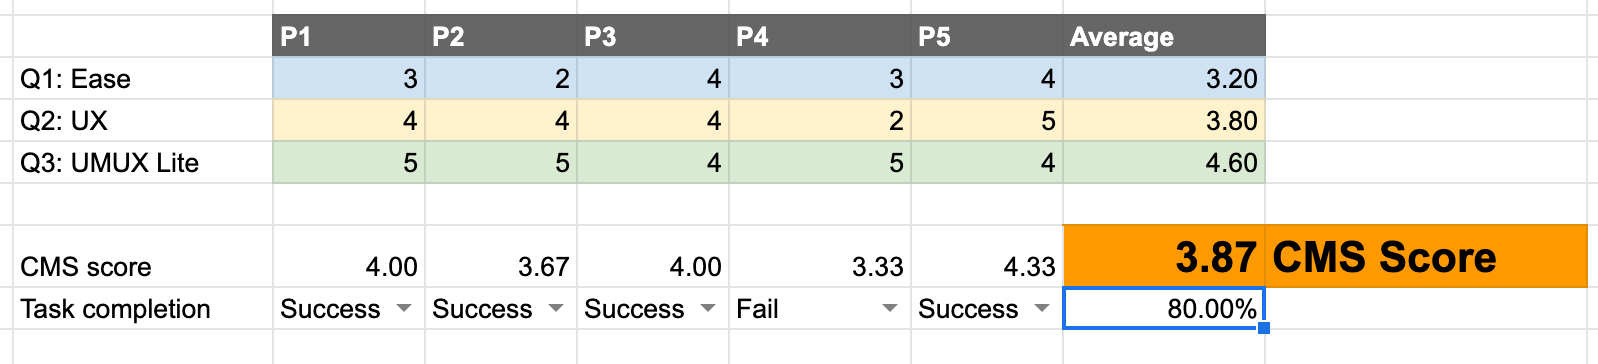 P1 P2 P3 P4 P5 Average
Q1: Ease 3 2 4 3 4 3.20
Q2: UX 4 4 4 2 5 3.80
Q3: UMUX Lite 5 5 4 5 4 4.60
CMS score 4.00 3.67 4.00 3.33 4.33 3.87 CMS Score
Task completion Success Success Success Fail Success 80.00%